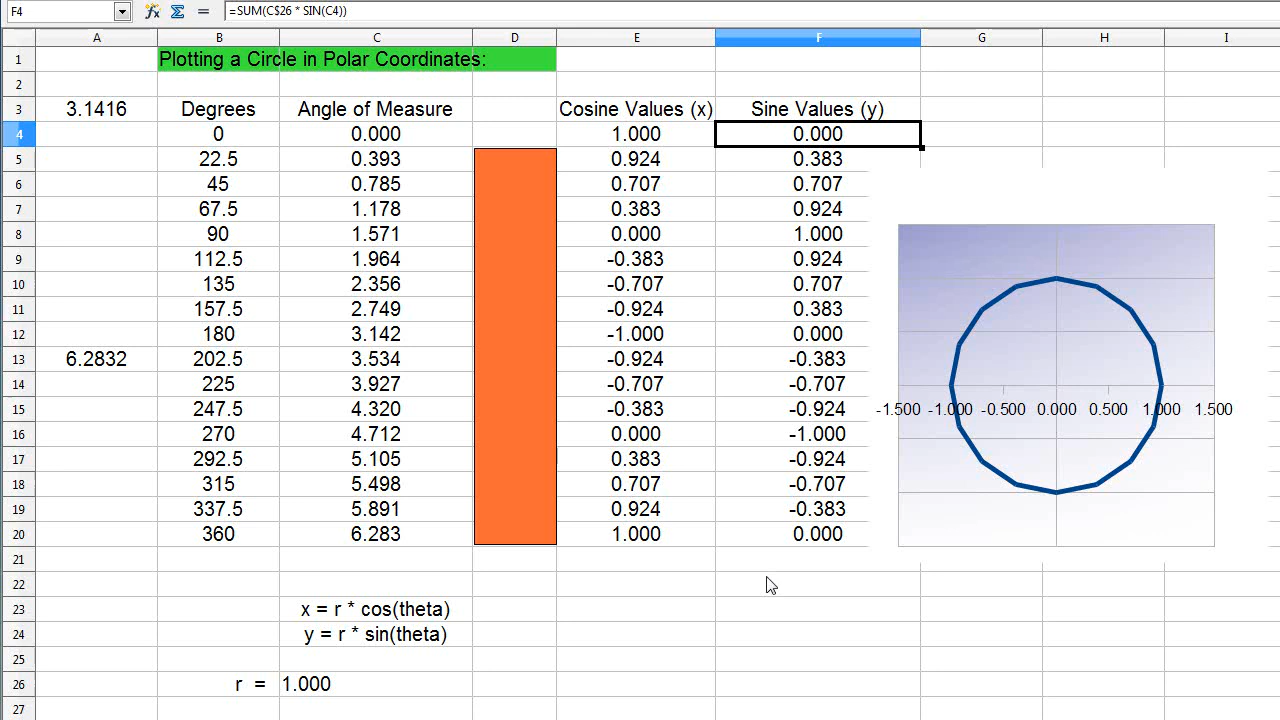 F4 =SUM(C$26 * SIN(C4))
A B C D E F G H I
1 Plotting a Circle in Polar Coordinates:
2
3 3.1416 Degrees Angle of Measure Cosine Values (x) Sine Values (y)
4 0 0.000 1.000 0.000
5 22.5 0.393 0.924 0.383
6 45 0.785 0.707 0.707
7 67.5 1.178 0.383 0.924
8 90 1.571 0.000 1.000
9 112.5 1.964 -0.383 0.924
10 135 2.356 -0.707 0.707
11 157.5 2.749 -0.924 0.383
12 180 3.142 -1.000 0.000
13 6.2832 202.5 3.534 -0.924 -0.383
14 225 3.927 -0.707 -0.707
15 247.5 4.320 -0.383 -0.924 -1.500 -1.000 -0.500 0.000 0.500 1.000 1.500
16 270 4.712 0.000 -1.000
17 292.5 5.105 0.383 -0.924
18 315 5.498 0.707 -0.707
19 337.5 5.891 0.924 -0.383
20 360 6.283 1.000 0.000
21
22
23 x = r * cos(theta)
24 y = r * sin(theta)
25
26 r = 1.000
27